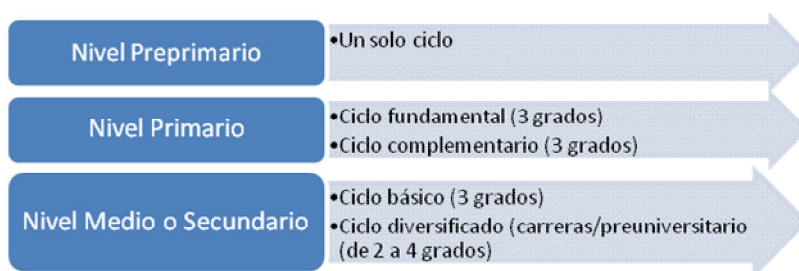 Nivel Preprimario
•Un solo ciclo
Nivel Primario
•Ciclo fundamental (3 grados)
•Ciclo complementario (3 grados)
Nivel Medio o Secundario
•Ciclo básico (3 grados)
•Ciclo diversificado (carreras/preuniversitario
(de 2 a 4 grados)